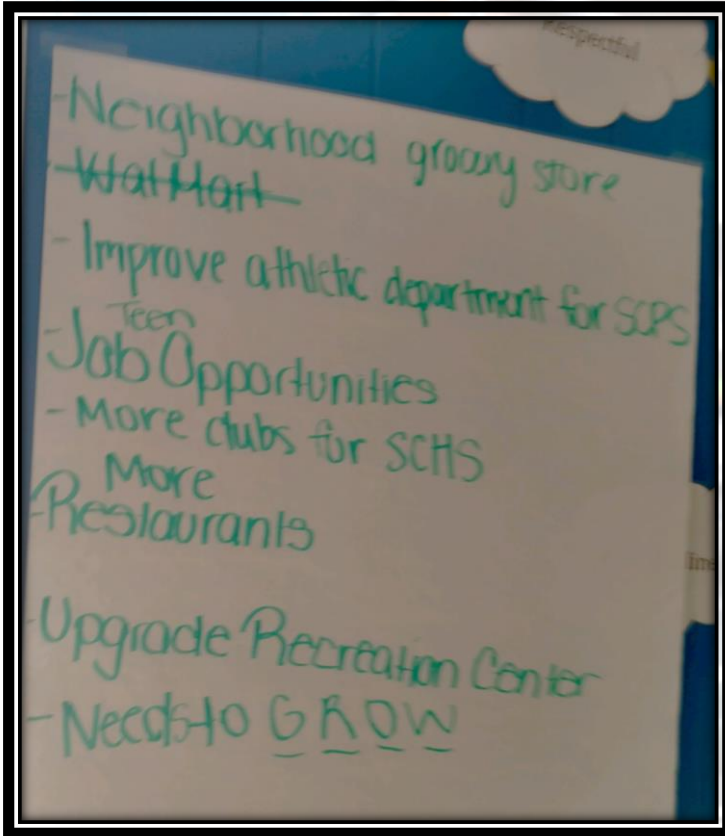 Respectful
-Neighborhood grocery store
-WalMart
- Improve athletic department for SCPS
Teen
-Job Opportunities
- More clubs for SCHS
More
-Restaurants
-Upgrade Recreation Center
-Needs to GROW